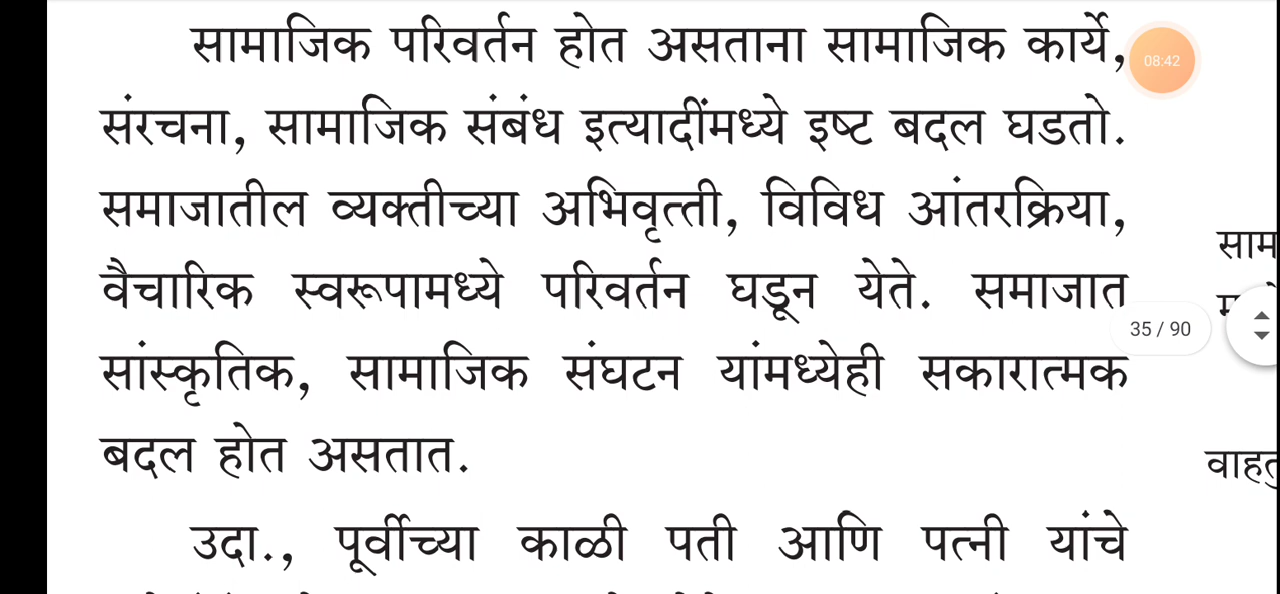 सामाजिक परिवर्तन होत असताना सामाजिक कार्ये,
08:42
संरचना, सामाजिक संबंध इत्यादींमध्ये इष्ट बदल घडतो.
समाजातील व्यक्तीच्या अभिवृत्ती, विविध आंतरक्रिया,
वैचारिक स्वरूपामध्ये परिवर्तन घडून येते. समाजात
35 / 90
सांस्कृतिक, सामाजिक संघटन यांमध्येही सकारात्मक
बदल होत असतात.
उदा., पूर्वीच्या काळी पती आणि पत्नी यांचे